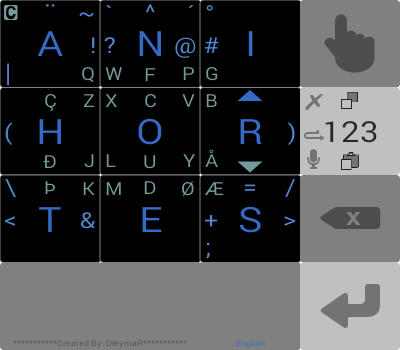 C ¨ ~ ` ^ ´ °
A ! ? N @ # I
| Q W F P G
Ç Z X C V B
( H O R ) 123
Ð J L U Y Å
\ Þ K M D Ø Æ = /
< T & E + S >
;
x
***********Created By: DreymaR*********** English